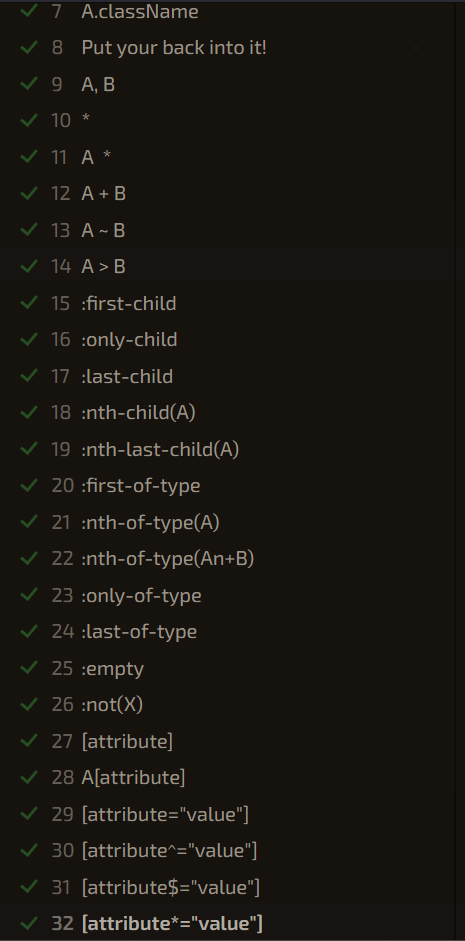 7 A.className
8 Put your back into it!
9 A, B
10 *
11 A  *
12 A + B
13 A ~ B
14 A > B
15 :first-child
16 :only-child
17 :last-child
18 :nth-child(A)
19 :nth-last-child(A)
20 :first-of-type
21 :nth-of-type(A)
22 :nth-of-type(An+B)
23 :only-of-type
24 :last-of-type
25 :empty
26 :not(X)
27 [attribute]
28 A[attribute]
29 [attribute="value"]
30 [attribute^="value"]
31 [attribute$="value"]
32 [attribute*="value"]